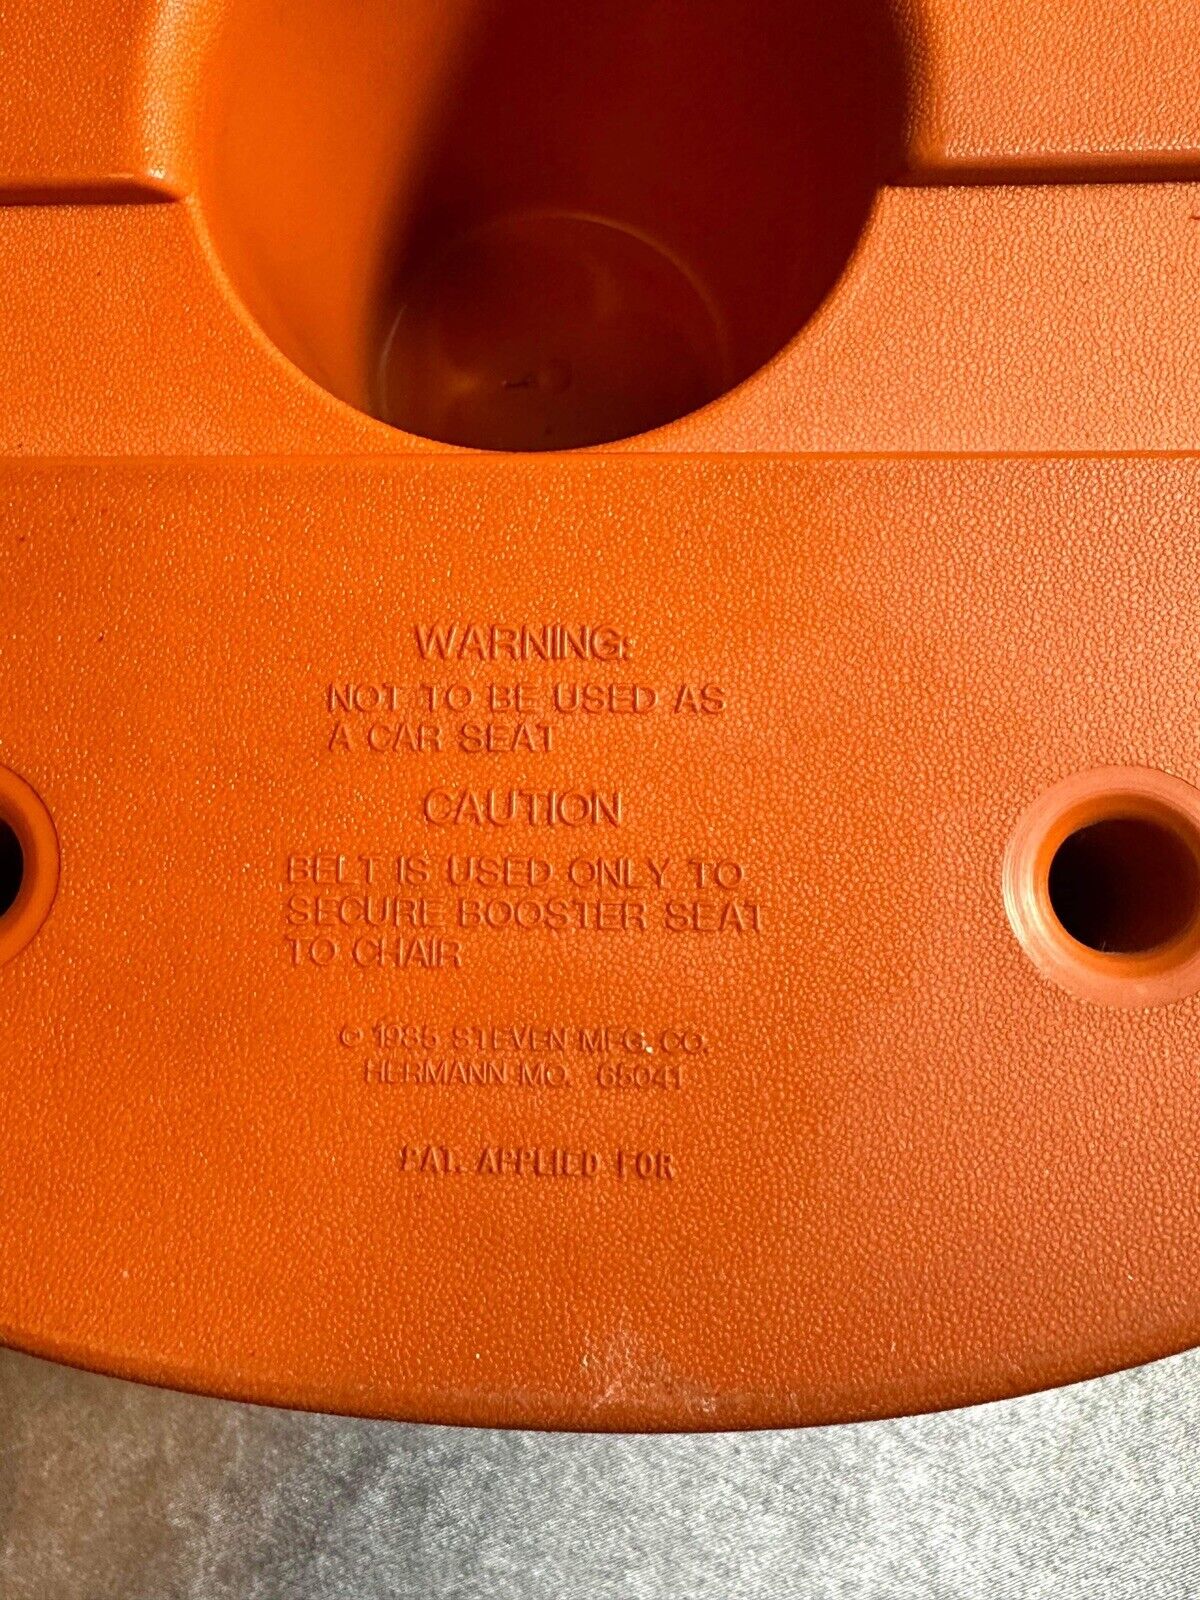 WARNING:
NOT TO BE USED AS
A CAR SEAT
CAUTION
BELT IS USED ONLY TO
SECURE BOOSTER SEAT
TO CHAIR
© 1985 STEVEN MFG. CO.
HERMANN MO. 65041
PAT. APPLIED FOR